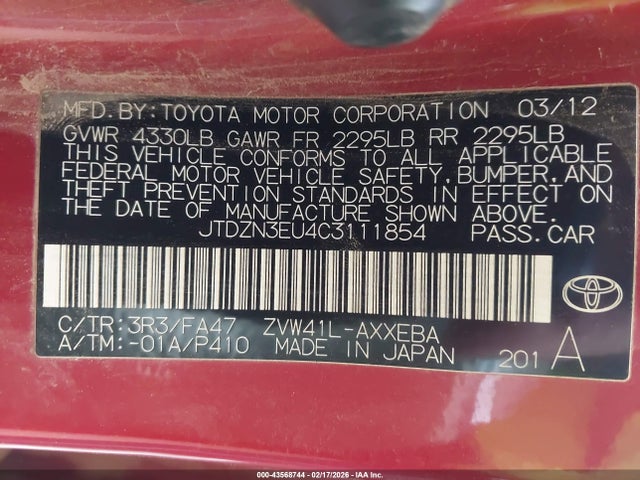 MFD. BY: TOYOTA MOTOR CORPORATION 03/12
GVWR 4330LB GAWR FR 2295LB RR 2295LB
THIS VEHICLE CONFORMS TO ALL APPLICABLE
FEDERAL MOTOR VEHICLE SAFETY, BUMPER, AND
THEFT PREVENTION STANDARDS IN EFFECT ON
THE DATE OF MANUFACTURE SHOWN ABOVE.
JTDZN3EU4C3111854 PASS. CAR
C/TR: 3R3/FA47 ZVW41L-AXXEBA
A/TM: -01A/P410 MADE IN JAPAN 201 A
000-43568744 - 02/17/2026 - IAA Inc.